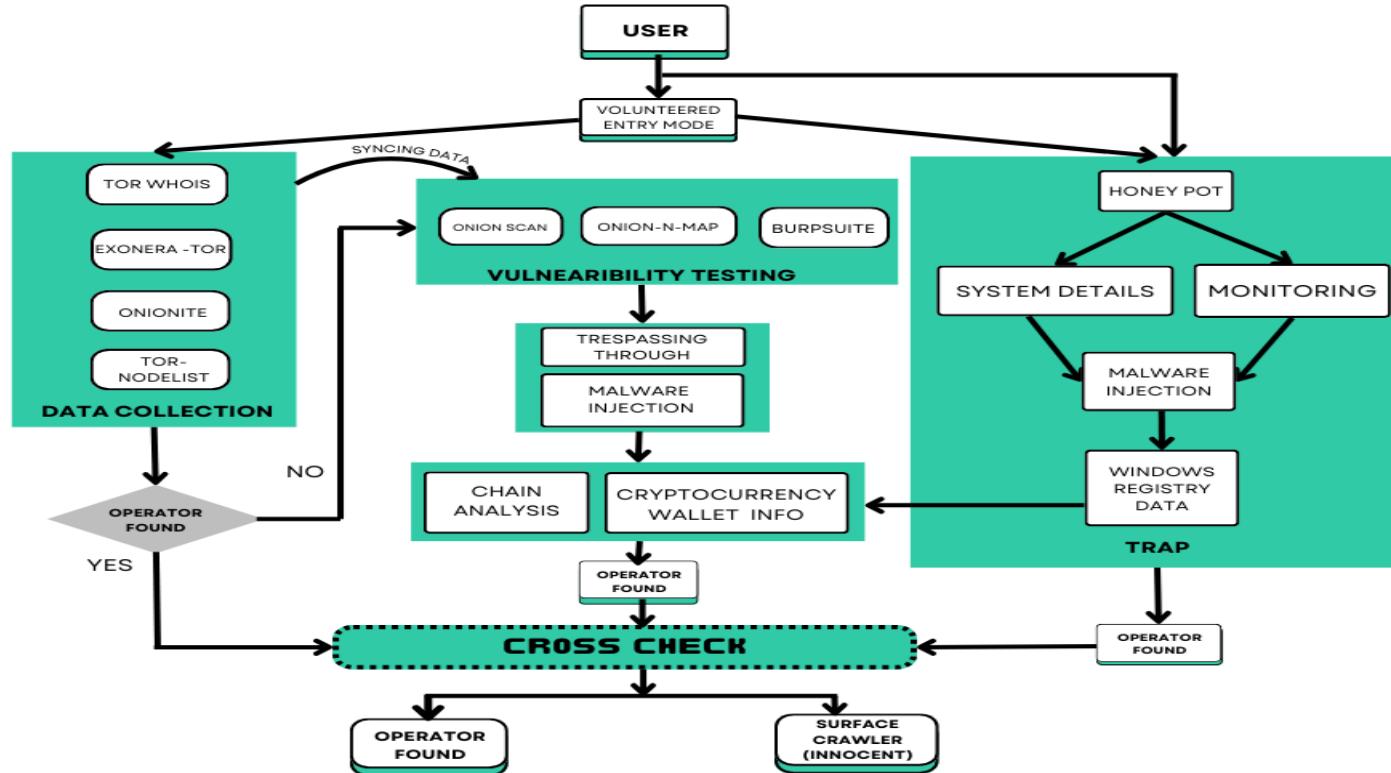 USER
VOLUNTEERED
ENTRY MODE
SYNCING DATA
TOR WHOIS
EXONERA -TOR
ONIONITE
TOR-
NODELIST
DATA COLLECTION
ONION SCAN
ONION-N-MAP
BURPSUITE
VULNEARIBILITY TESTING
HONEY POT
SYSTEM DETAILS
MONITORING
MALWARE
INJECTION
WINDOWS
REGISTRY
DATA
TRAP
TRESPASSING
THROUGH
MALWARE
INJECTION
NO
OPERATOR
FOUND
YES
CHAIN
ANALYSIS
CRYPTOCURRENCY
WALLET INFO
OPERATOR
FOUND
OPERATOR
FOUND
CROSS CHECK
OPERATOR
FOUND
SURFACE
CRAWLER
(INNOCENT)